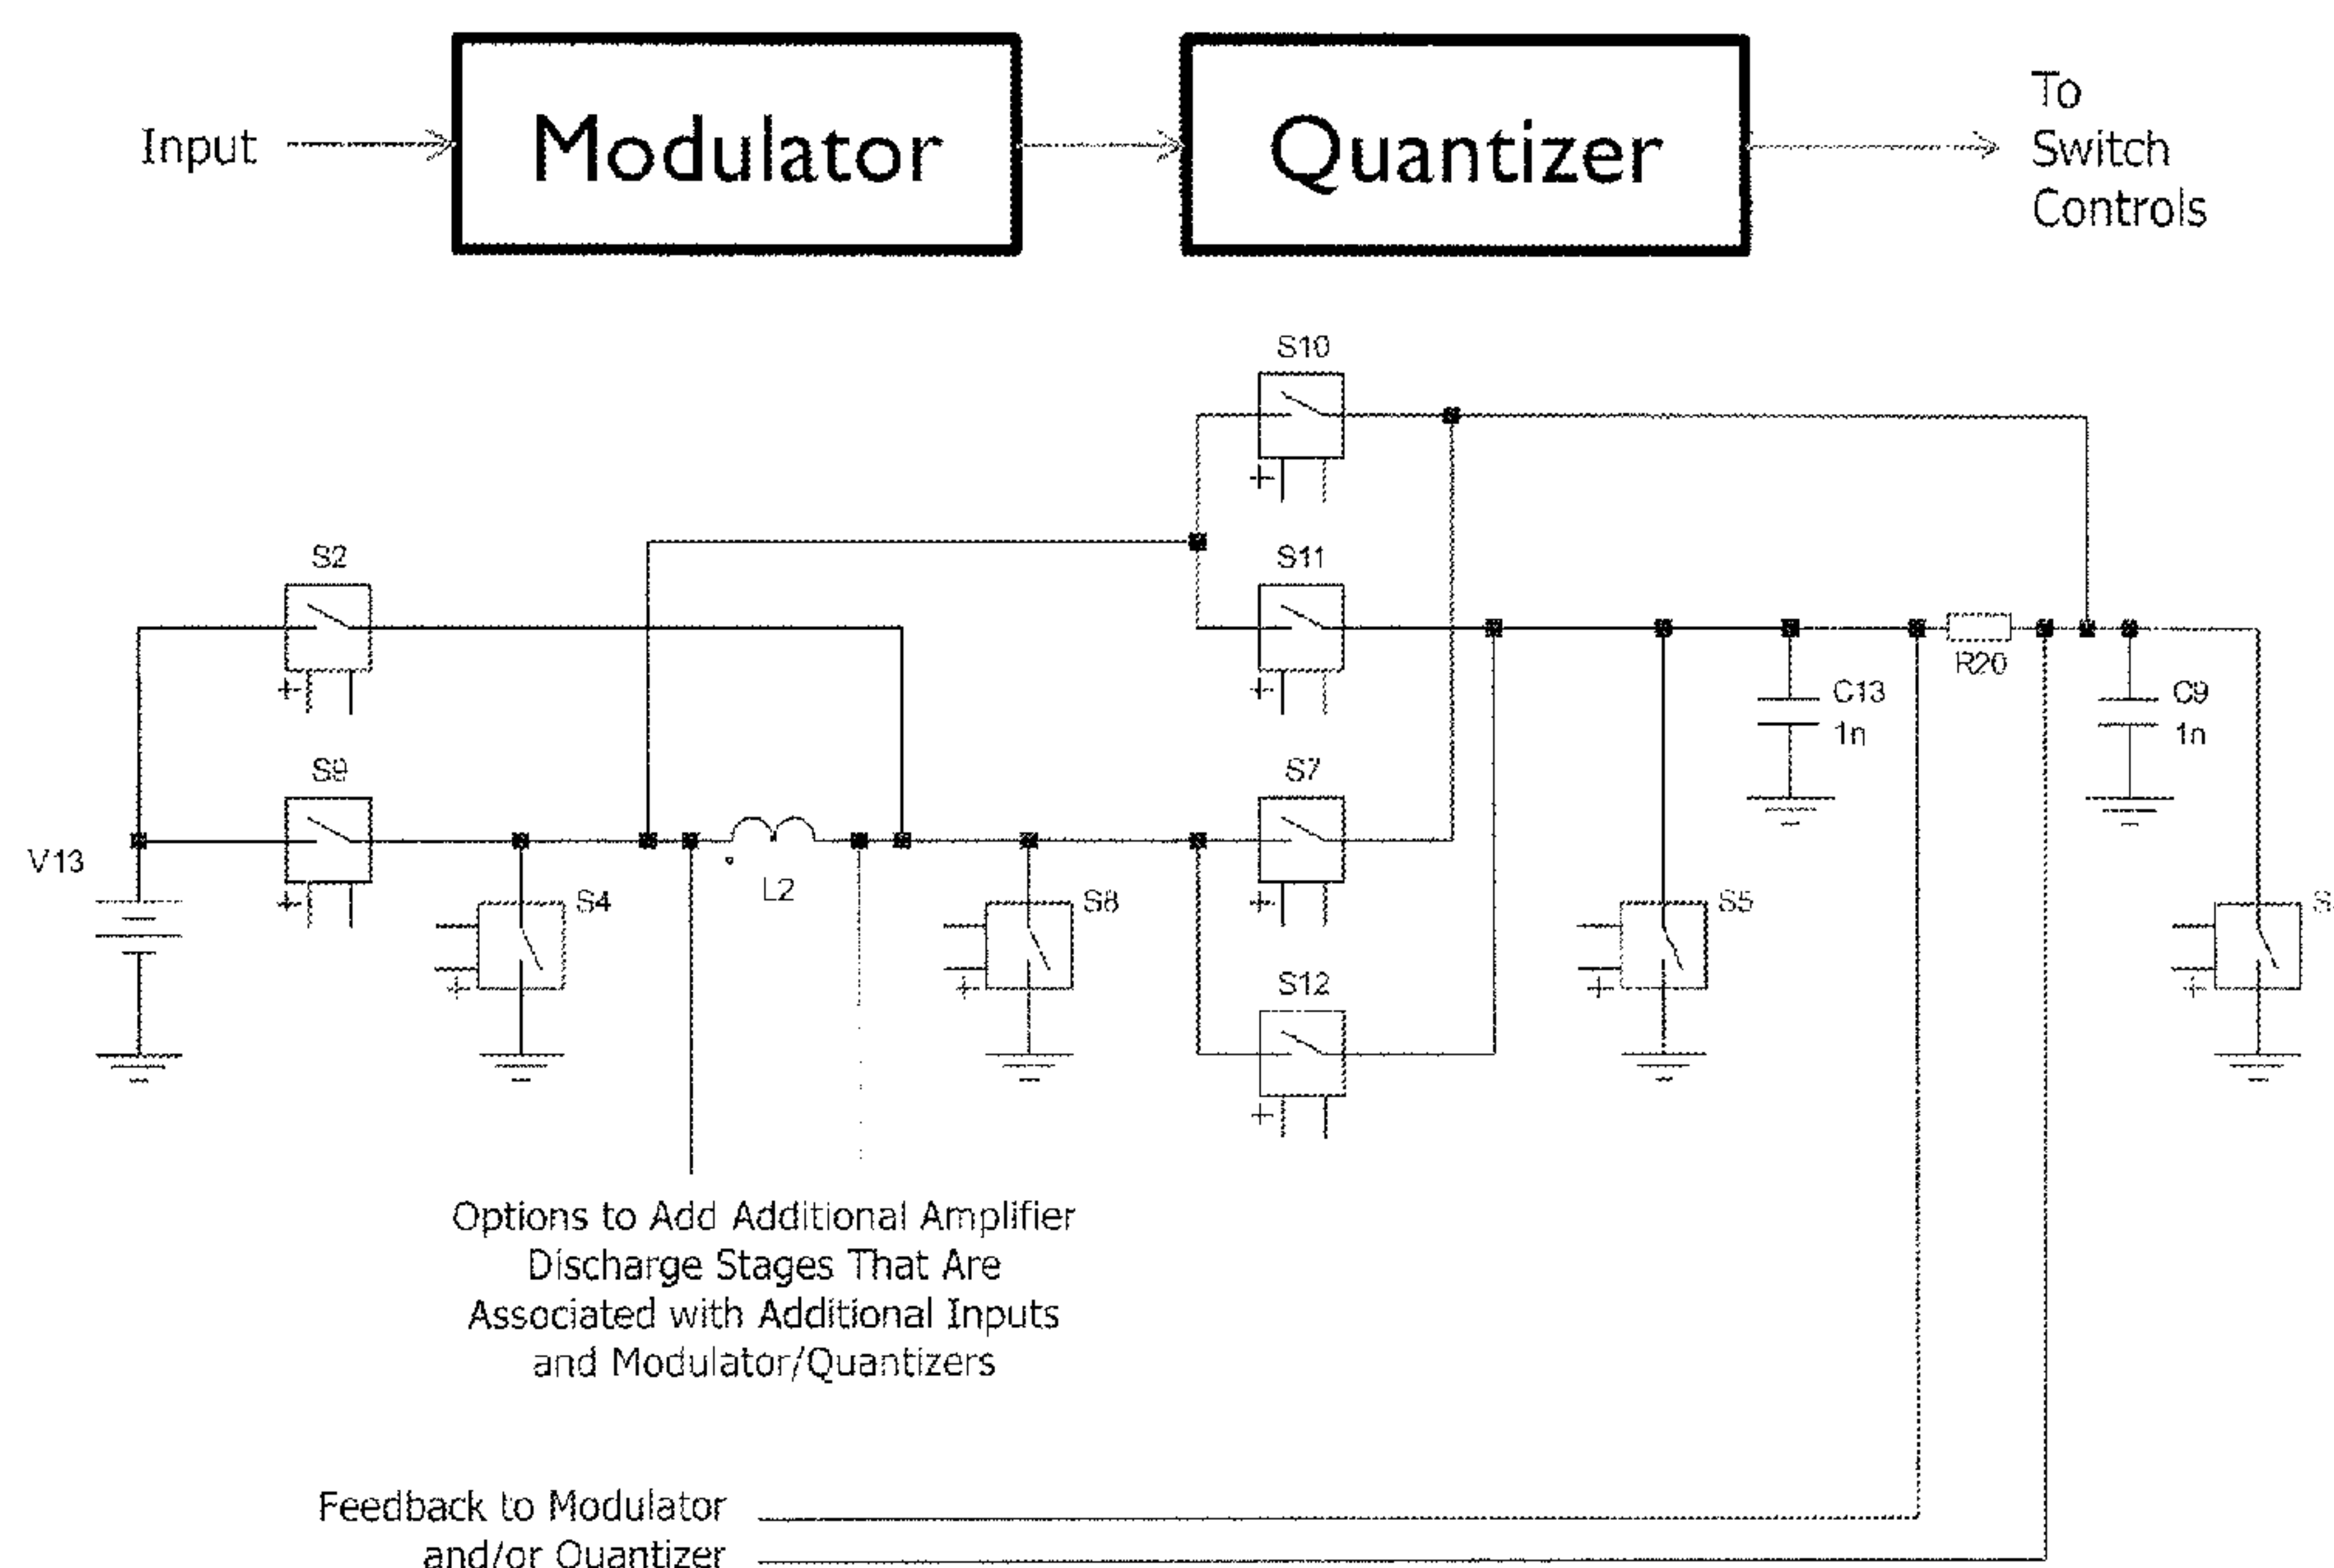 Input
Modulator
Quantizer
To
Switch
Controls
S10
S2
S11
R20
C13
1n
C9
1n
S9
S7
V13
L2
S4
S8
S5
S
S12
Options to Add Additional Amplifier
Discharge Stages That Are
Associated with Additional Inputs
and Modulator/Quantizers
Feedback to Modulator
and/or Quantizer